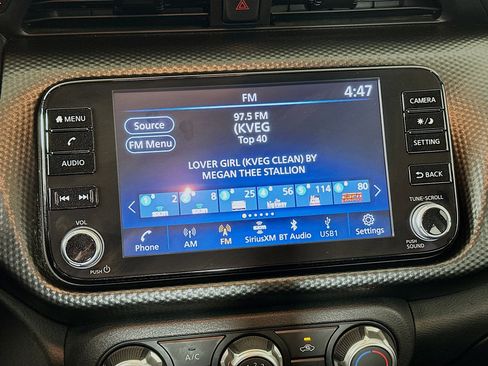 FM
4:47
MENU
Source
97.5 FM
(KVEG
CAMERA
FM Menu
Top 40
SETTING
AUDIO
LOVER GIRL (KVEG CLEAN) BY
MEGAN THEE STALLION
BACK
2 8 25 56 114 80
TUNE-SCROLL
VOL
Phone
AM
FM
SiriusXM
BT Audio
USB1
Settings
PUSH
PUSH
SOUND
A/C